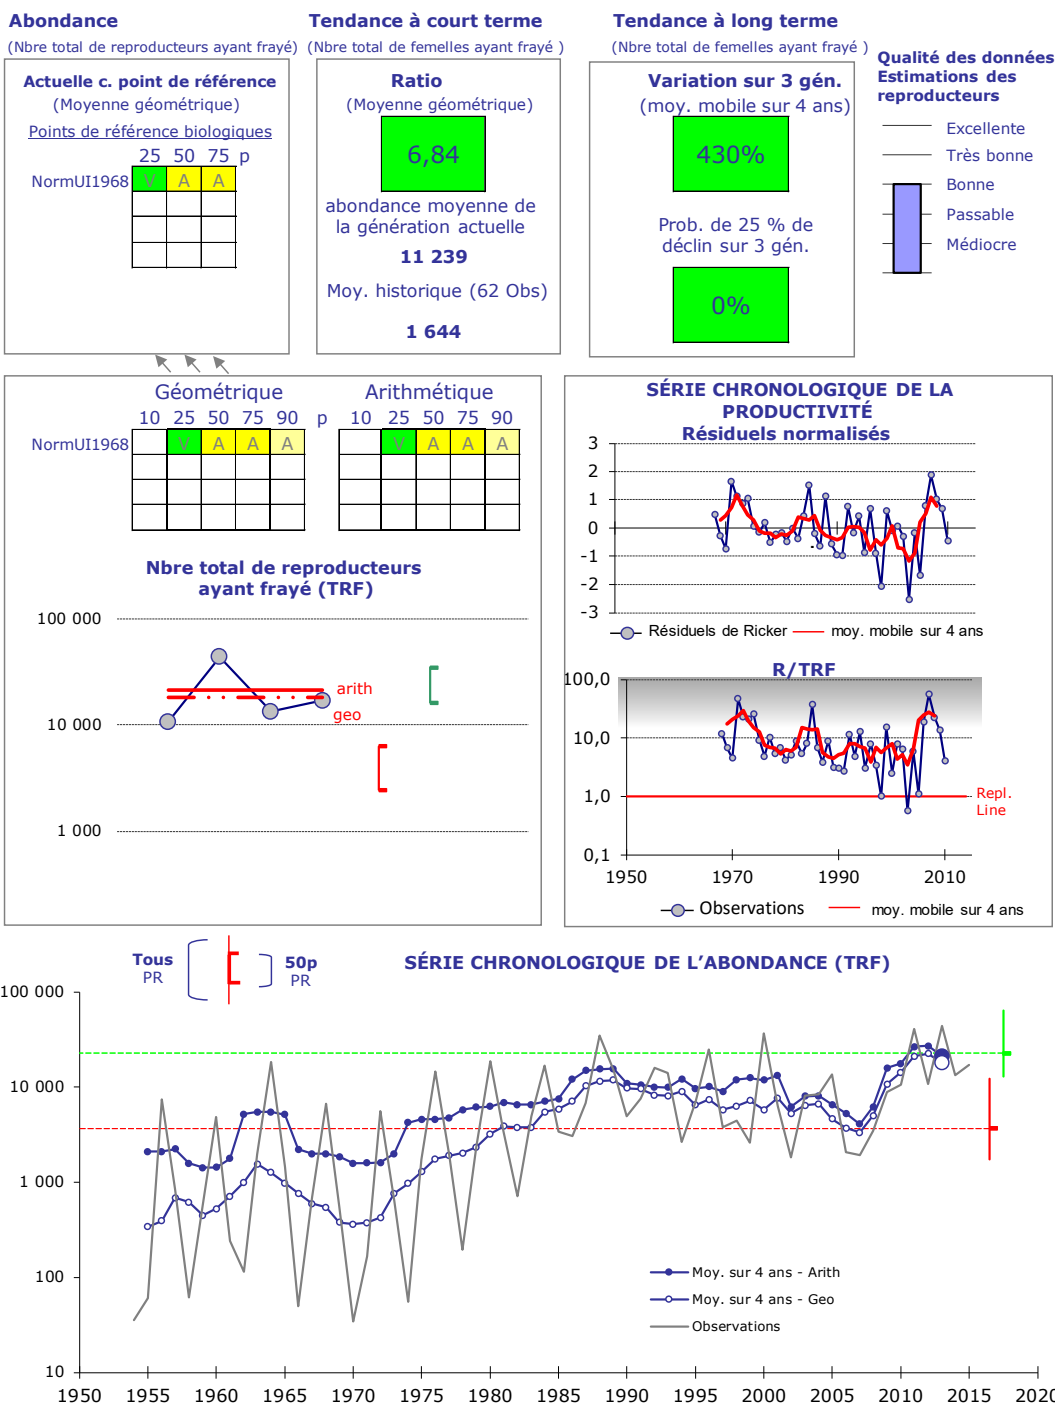 Abondance
(Nbre total de reproducteurs ayant frayé)
Actuelle c. point de référence
(Moyenne géométrique)
Points de référence biologiques
25 50 75 p
NormUI1968 V A A
Tendance à court terme
(Nbre total de femelles ayant frayé )
Ratio
(Moyenne géométrique)
6,84
abondance moyenne de
la génération actuelle
11 239
Moy. historique (62 Obs)
1 644
Tendance à long terme
(Nbre total de femelles ayant frayé )
Variation sur 3 gén.
(moy. mobile sur 4 ans)
430%
Prob. de 25 % de
déclin sur 3 gén.
0%
Qualité des données
Estimations des
reproducteurs
Excellente
Très bonne
Bonne
Passable
Médiocre
Géométrique Arithmétique
10 25 50 75 90 p 10 25 50 75 90
NormUI1968 V A A A V A A A
Nbre total de reproducteurs
ayant frayé (TRF)
100 000
10 000
1 000
arith
geo
SÉRIE CHRONOLOGIQUE DE LA
PRODUCTIVITÉ
Résiduels normalisés
3
2
1
0
-1
-2
-3
Résiduels de Ricker moy. mobile sur 4 ans
R/TRF
100,0
10,0
1,0
0,1
Repl.
Line
1950 1970 1990 2010
Observations moy. mobile sur 4 ans
Tous
PR
50p
PR
SÉRIE CHRONOLOGIQUE DE L'ABONDANCE (TRF)
100 000
10 000
1 000
100
10
Moy. sur 4 ans - Arith
Moy. sur 4 ans - Geo
Observations
1950 1955 1960 1965 1970 1975 1980 1985 1990 1995 2000 2005 2010 2015 2020